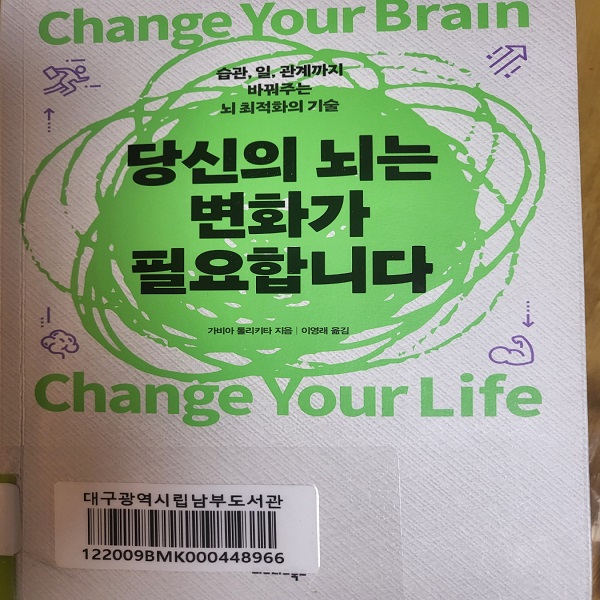 Change Your Brain
습관, 일, 관계까지
바꿔주는
뇌 최적화의 기술
당신의 뇌는
변화가
필요합니다
가비아 톨리키타 지음 | 이영래 옮김
Change Your Life
대구광역시립남부도서관
122009BMK000448966